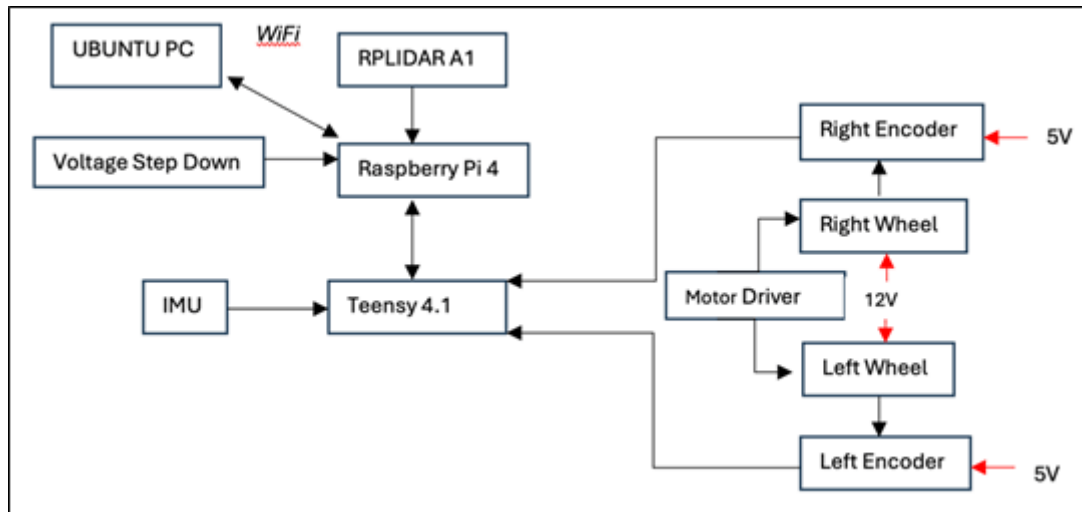 UBUNTU PC
WiFi
RPLIDAR A1
Voltage Step Down
Raspberry Pi 4
IMU
Teensy 4.1
Right Encoder
5V
Right Wheel
Motor Driver
12V
Left Wheel
Left Encoder
5V